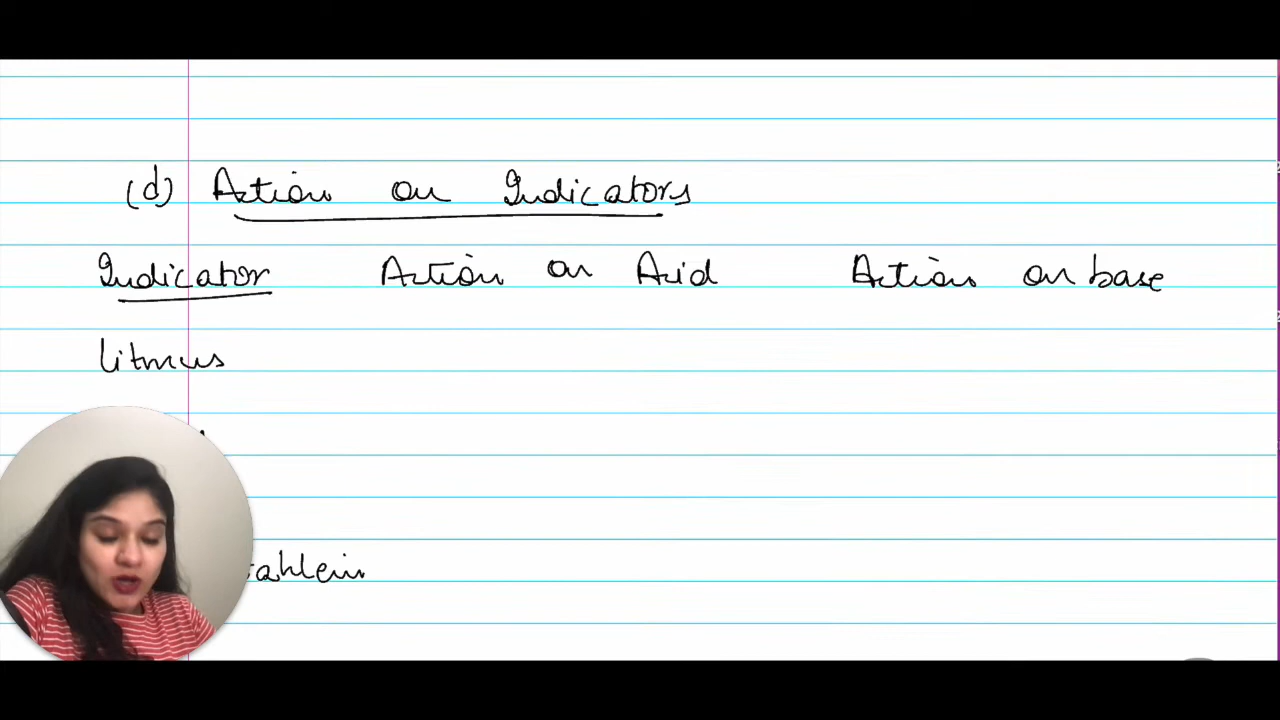 (d) Action on Indicators
Indicator Action on Acid Action on base
litmus